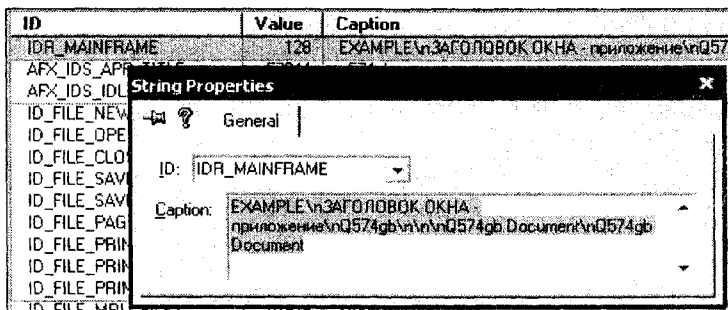 ID Value Caption
IDR_MAINFRAME 128 EXAMPLE\nЗАГОЛОВОК ОКНА - приложение\nQ57
AFX_IDS_APP_TITLE
AFX_IDS_IDL
String Properties
ID_FILE_NEW
General
ID_FILE_OPE
ID_FILE_CLO
ID: IDR_MAINFRAME
ID_FILE_SAV
ID_FILE_SAV
Caption: EXAMPLE\nЗАГОЛОВОК ОКНА -
ID_FILE_PAG
приложение\nQ574gb\n\n\nQ574gb Document\nQ574gb
ID_FILE_PRIN
Document
ID_FILE_PRIN
ID_FILE_PRIN